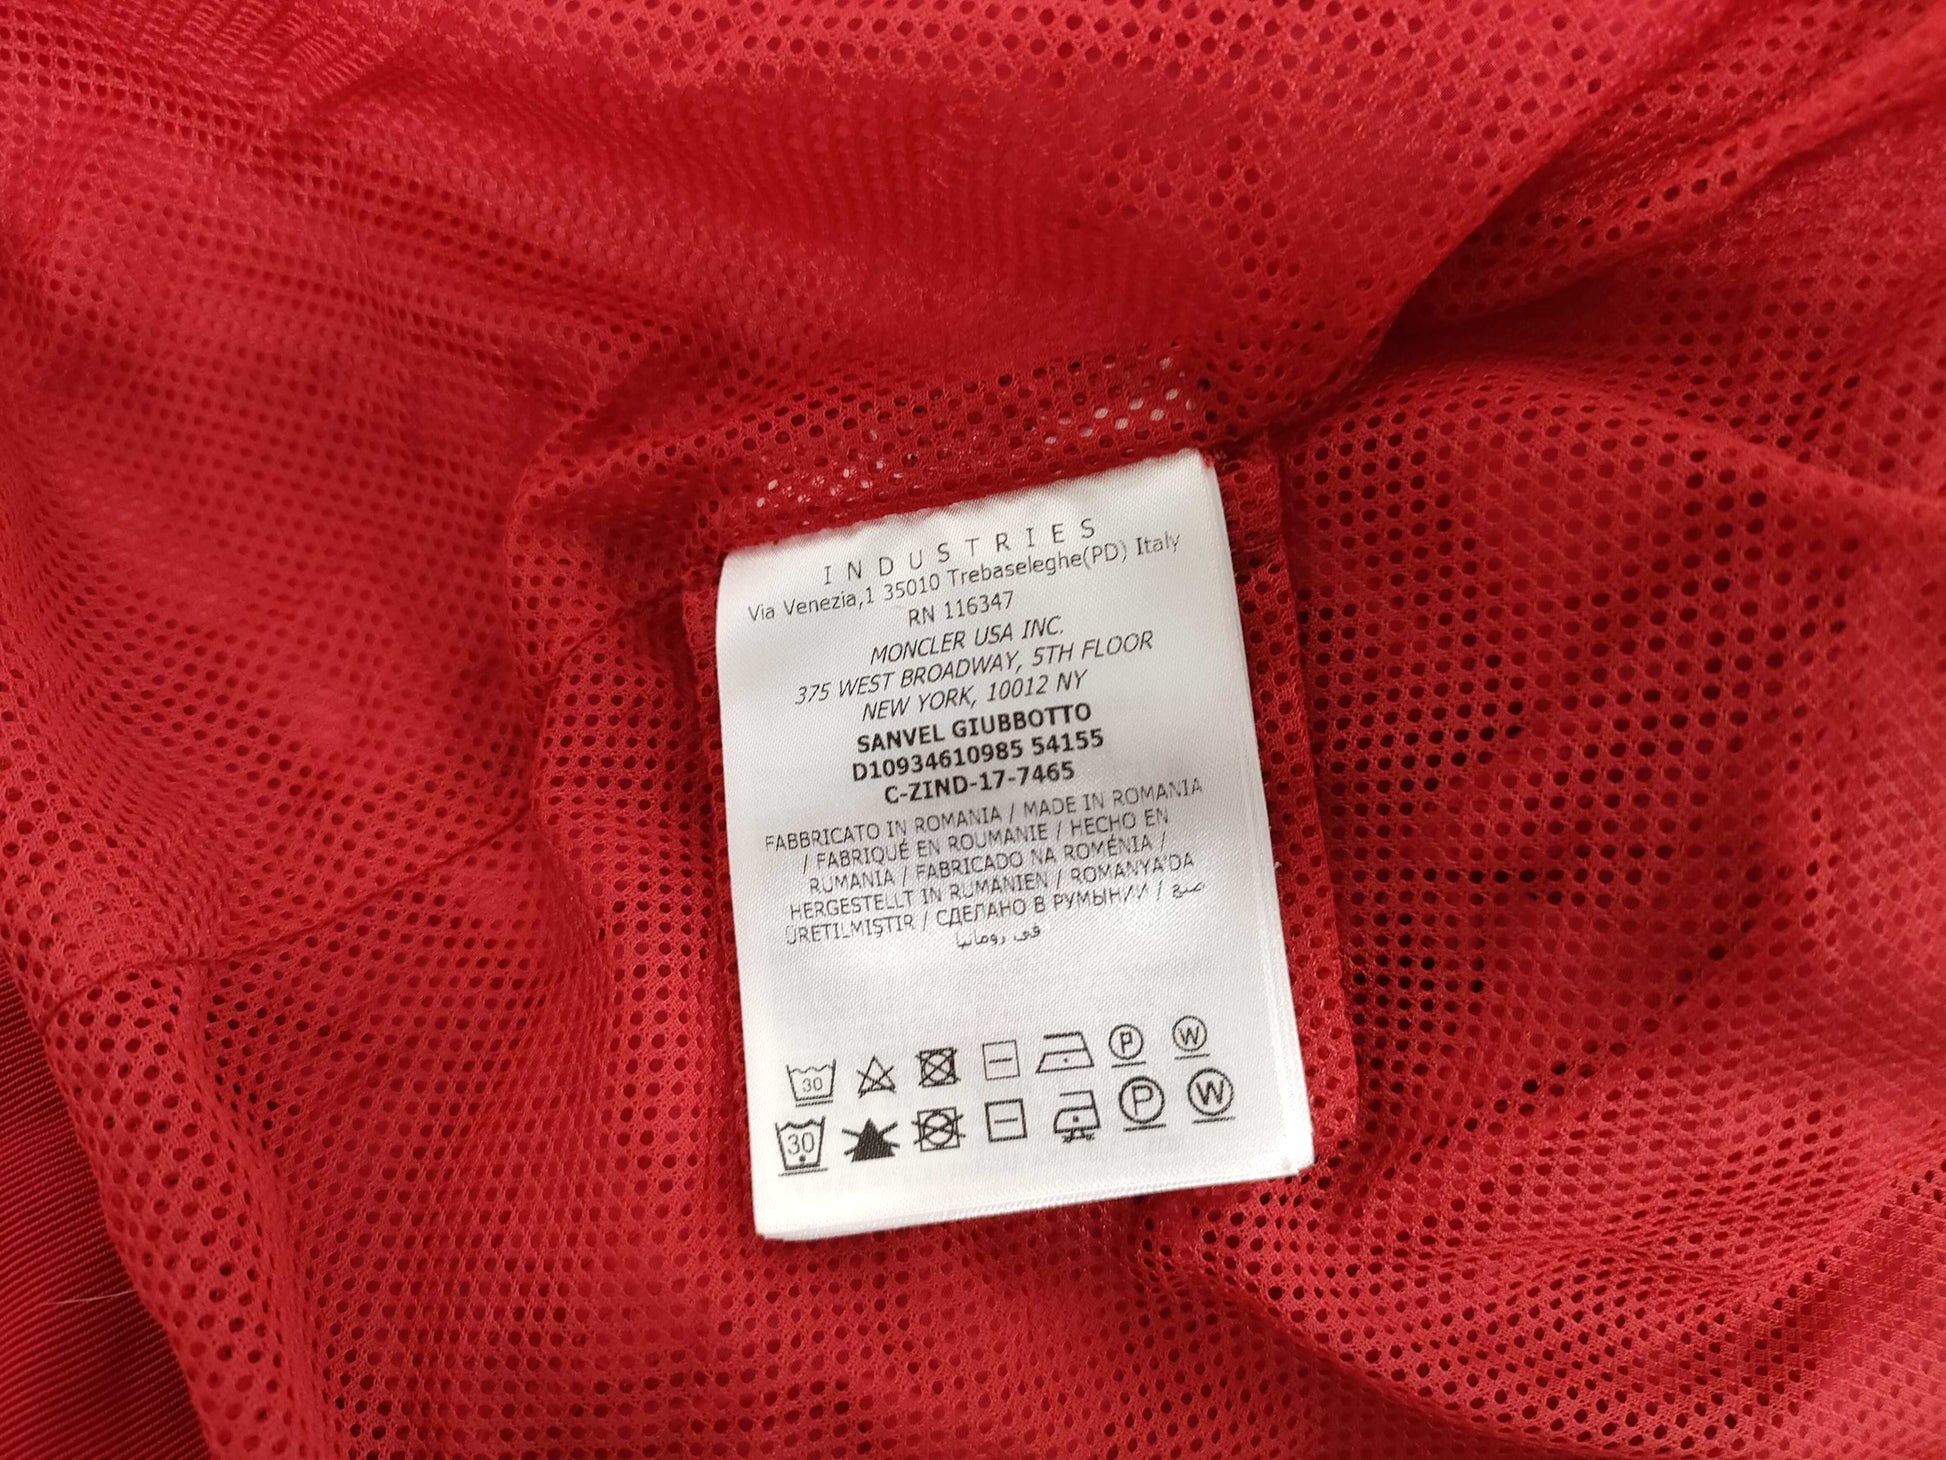 INDUSTRIES
Via Venezia,1 35010 Trebaseleghe(PD) Italy
RN 116347
MONCLER USA INC.
375 WEST BROADWAY, 5TH FLOOR
NEW YORK, 10012 NY
SANVEL GIUBBOTTO
D10934610985 54155
C-ZIND-17-7465
FABBRICATO IN ROMANIA / MADE IN ROMANIA
/ FABRIQUÉ EN ROUMANIE / HECHO EN
RUMANIA / FABRICADO NA ROMÉNIA /
HERGESTELLT IN RUMÄNIEN / ROMANYA'DA
ÜRETILMIŞTIR / СДЕЛАНО В РУМЫНИИ / صنع
في رومانيا
30 P W
30 P W